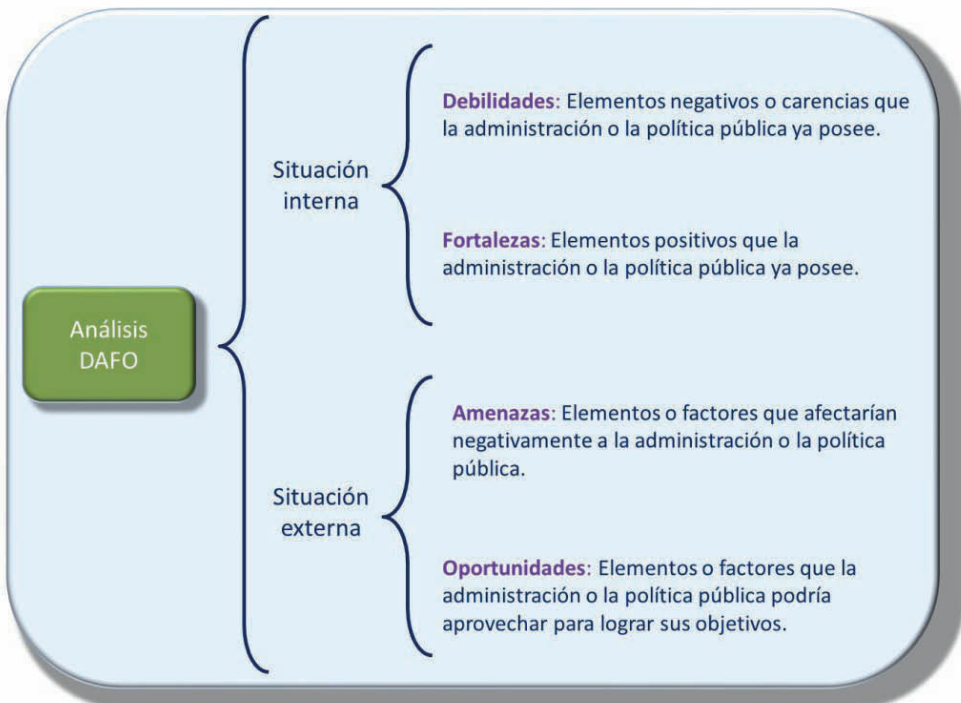 Análisis
DAFO
Situación
interna
Debilidades: Elementos negativos o carencias que
la administración o la política pública ya posee.
Fortalezas: Elementos positivos que la
administración o la política pública ya posee.
Situación
externa
Amenazas: Elementos o factores que afectarían
negativamente a la administración o la política
pública.
Oportunidades: Elementos o factores que la
administración o la política pública podría
aprovechar para lograr sus objetivos.